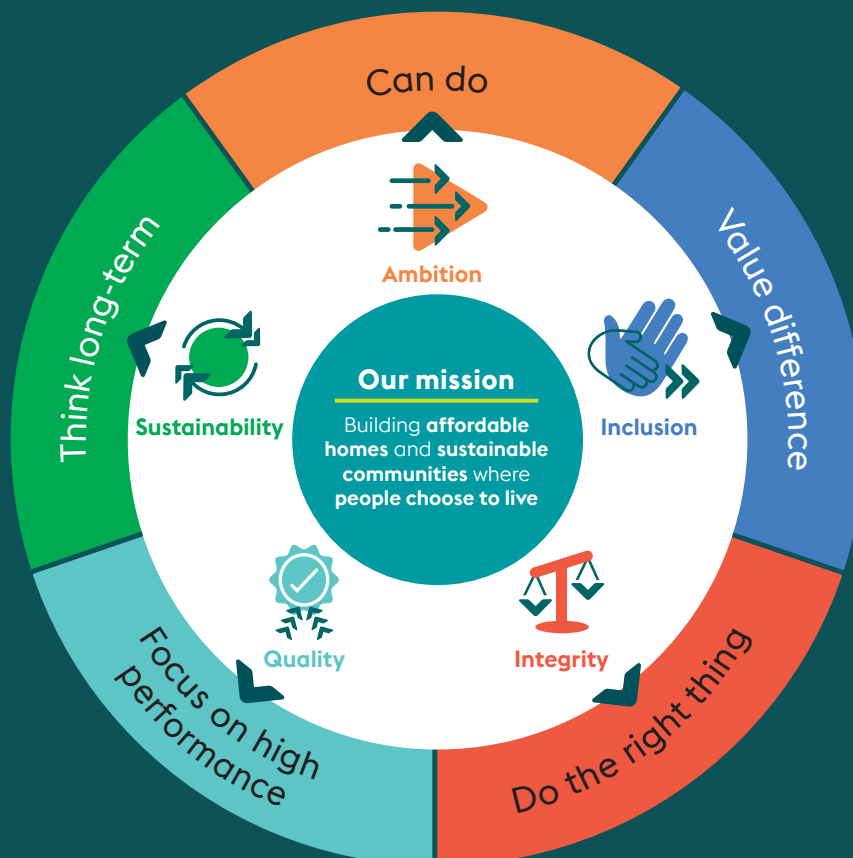 Can do
Ambition
Value difference
Inclusion
Do the right thing
Integrity
Focus on high
performance
Quality
Think long-term
Sustainability
Our mission
Building affordable
homes and sustainable
communities where
people choose to live